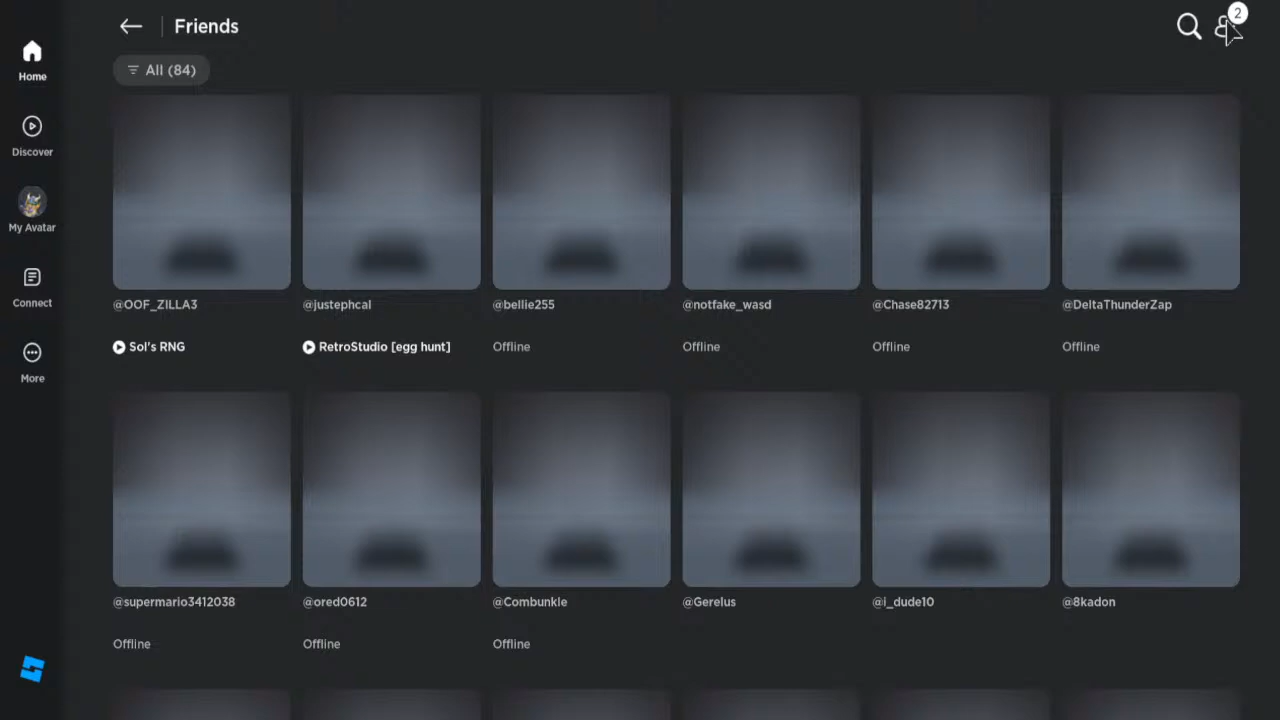 Friends
2
All (84)
Home
Discover
My Avatar
Connect
More
@OOF_ZILLA3
@justephcal
@bellie255
@notfake_wasd
@Chase82713
@DeltaThunderZap
Sol's RNG
RetroStudio [egg hunt]
Offline
Offline
Offline
Offline
@supermario3412038
@ored0612
@Combunkle
@Gerelus
@i_dude10
@8kadon
Offline
Offline
Offline